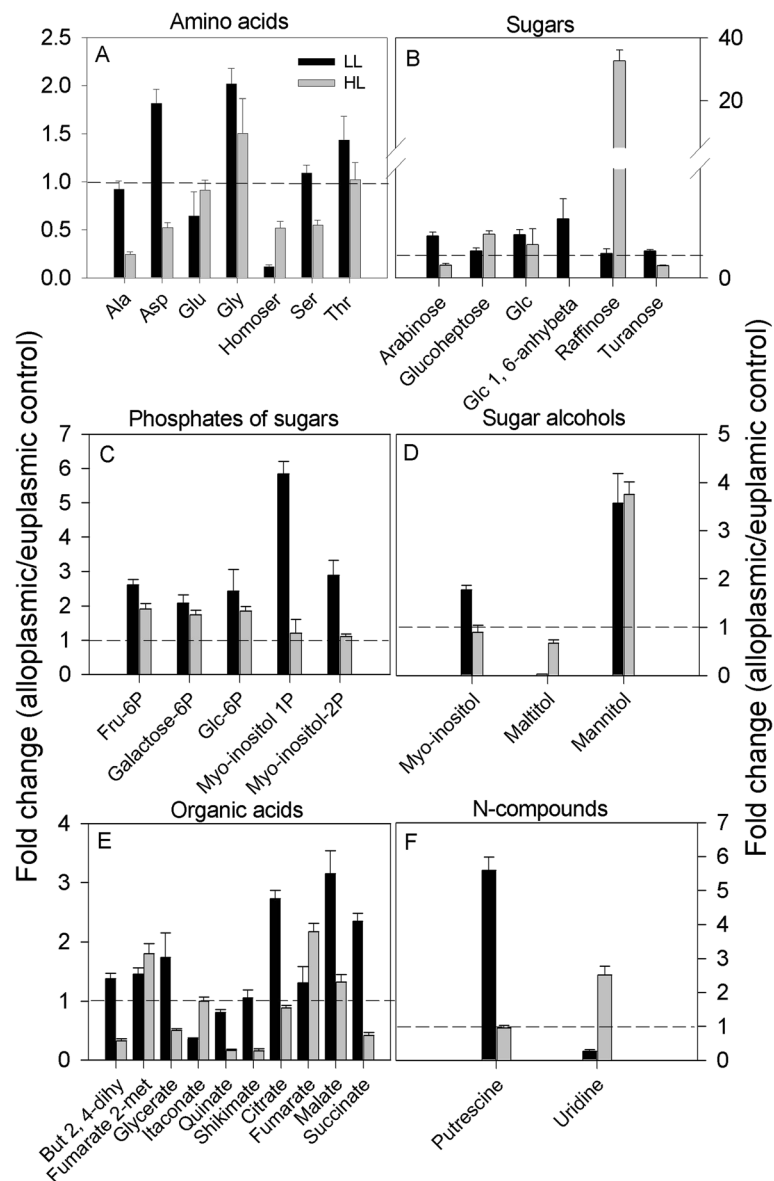 Amino acids
Sugars
A
LL
HL
2.5
2.0
1.5
1.0
0.5
0.0
Ala
Asp
Glu
Gly
Homoser
Ser
Thr
B
40
20
0
Arabinose
Glucoheptose
Glc
Glc 1, 6-anhybeta
Raffinose
Turanose
Fold change (alloplasmic/euplasmic control)
Fold change (alloplasmic/euplamic control)
Phosphates of sugars
Sugar alcohols
C
7
6
5
4
3
2
1
0
Fru-6P
Galactose-6P
Glc-6P
Myo-inositol 1P
Myo-inositol-2P
D
5
4
3
2
1
0
Myo-inositol
Maltitol
Mannitol
Organic acids
N-compounds
E
4
3
2
1
0
But 2, 4-dihy
Fumarate 2-met
Glycerate
Itaconate
Quinate
Shikimate
Citrate
Fumarate
Malate
Succinate
F
7
6
5
4
3
2
1
0
Putrescine
Uridine